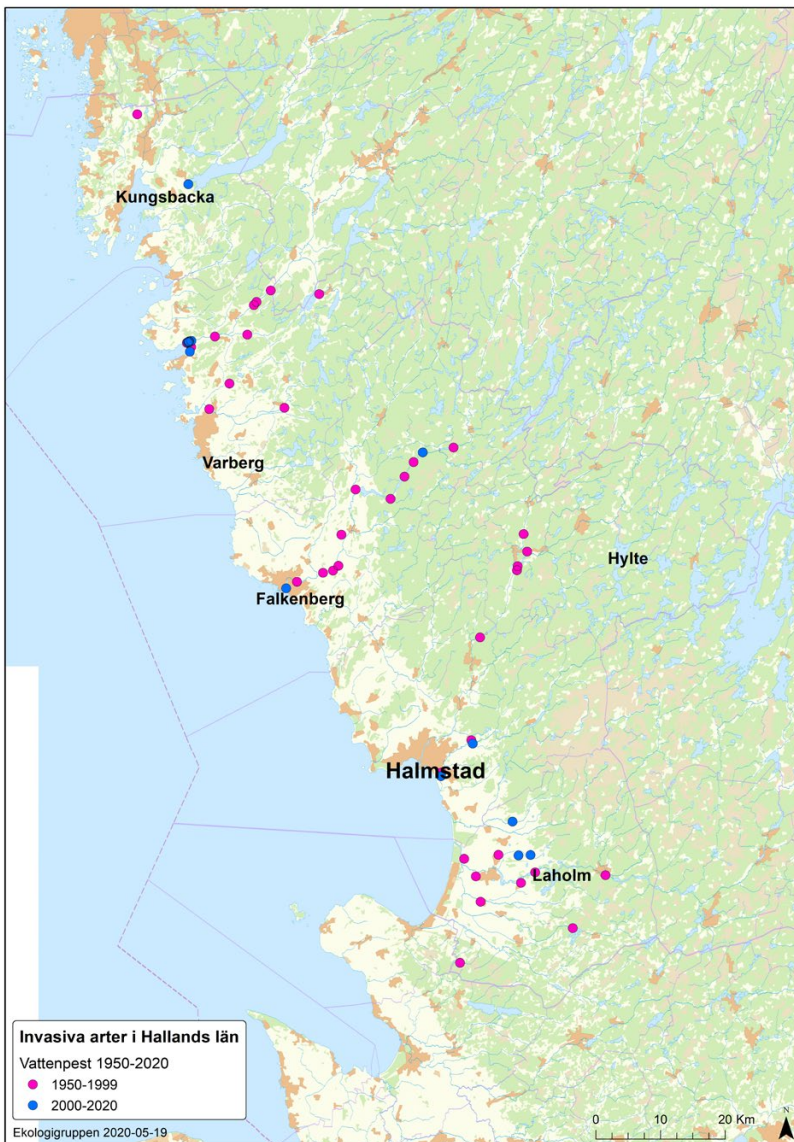 Kungsbacka
Varberg
Hylte
Falkenberg
Halmstad
Laholm
Invasiva arter i Hallands län
Vattenpest 1950-2020
1950-1999
2000-2020
Ekologigruppen 2020-05-19
0 10 20 Km
N